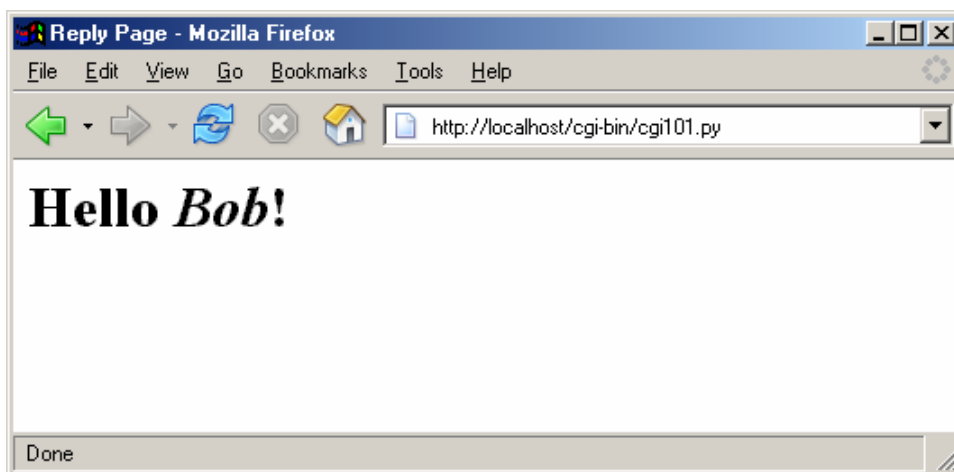 Reply Page - Mozilla Firefox
File Edit View Go Bookmarks Tools Help
http://localhost/cgi-bin/cgi101.py
Hello Bob!
Done